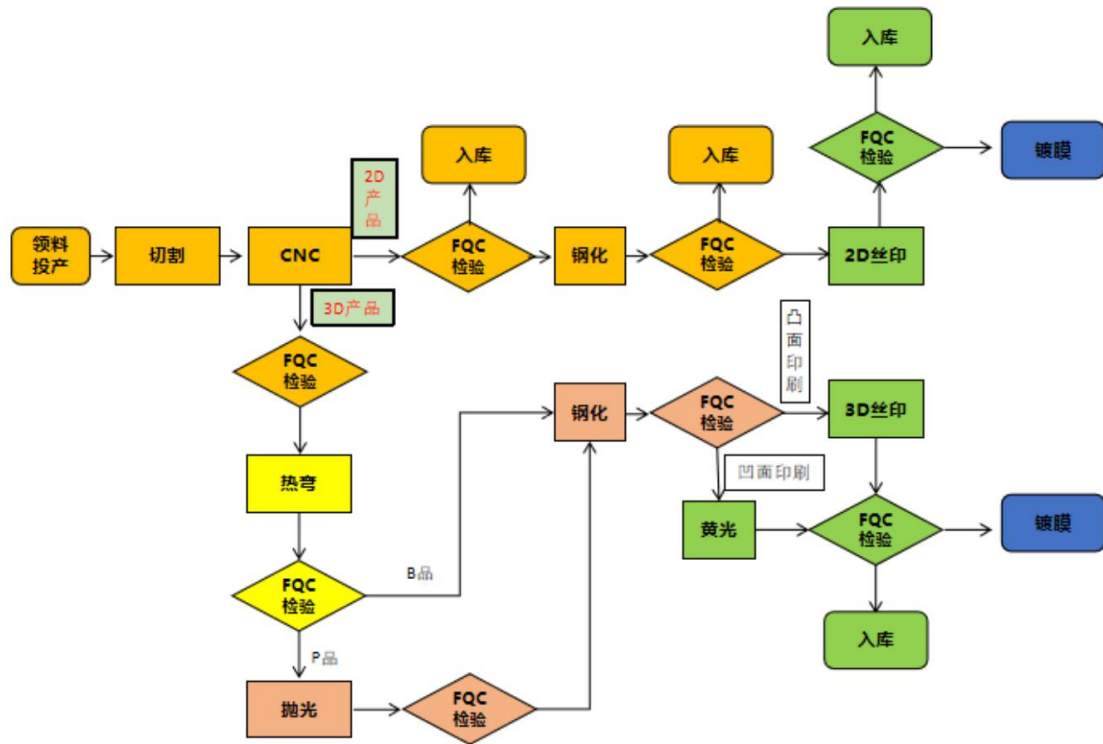 入库
FQC
检验
镀膜
入库
入库
2D
产
品
领料
投产
切割
CNC
FQC
检验
钢化
FQC
检验
2D丝印
3D产品
凸
面
印
刷
FQC
检验
钢化
FQC
检验
3D丝印
凹面印刷
热弯
黄光
FQC
检验
镀膜
FQC
检验
B品
P品
入库
抛光
FQC
检验